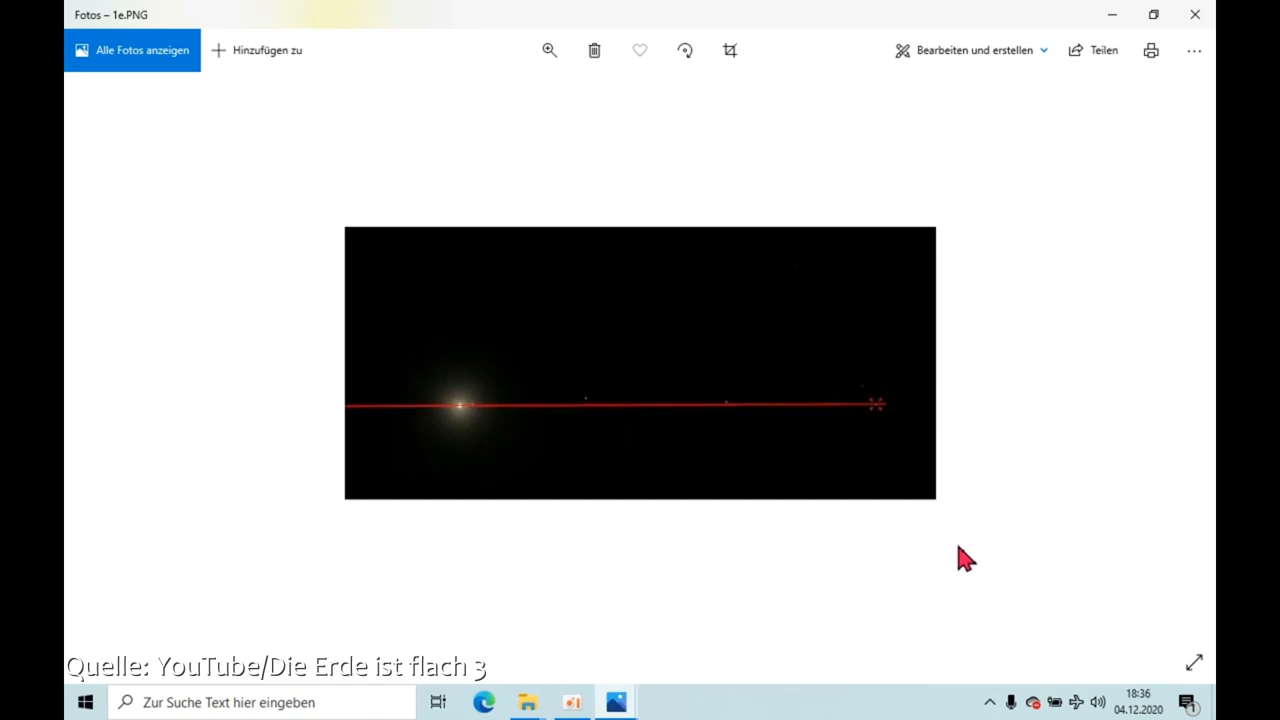 Fotos – 1e.PNG
Alle Fotos anzeigen
Hinzufügen zu
Bearbeiten und erstellen
Teilen
Quelle: YouTube/Die Erde ist flach 3
Zur Suche Text hier eingeben
18:36
04.12.2020
1